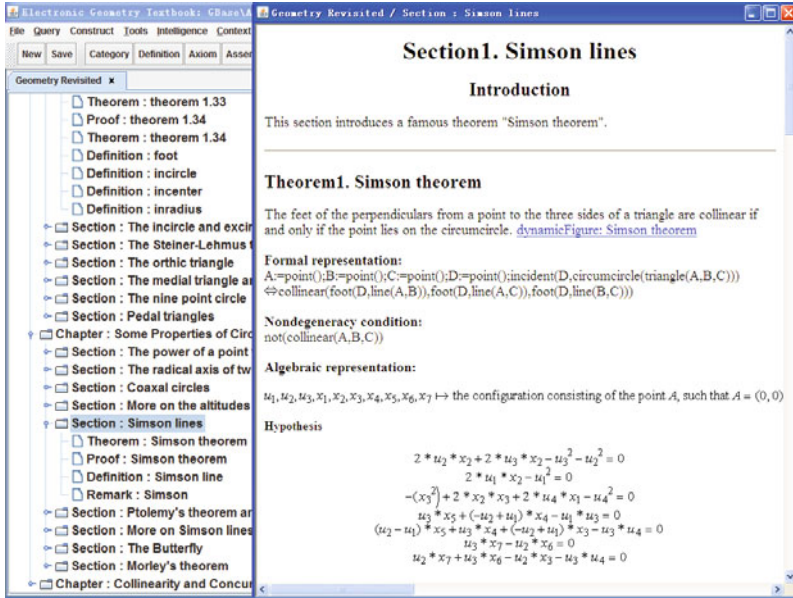 Electronic Geometry Textbook: GBase\A
File Query Construct Tools Intelligence Context
New Save Category Definition Axiom Asser
Geometry Revisited x
Theorem : theorem 1.33
Proof : theorem 1.34
Theorem : theorem 1.34
Definition : foot
Definition : incircle
Definition : incenter
Definition : inradius
Section : The incircle and excir
Section : The Steiner-Lehmus t
Section : The orthic triangle
Section : The medial triangle an
Section : The nine point circle
Section : Pedal triangles
Chapter : Some Properties of Circ
Section : The power of a point
Section : The radical axis of tw
Section : Coaxal circles
Section : More on the altitudes
Section : Simson lines
Theorem : Simson theorem
Proof : Simson theorem
Definition : Simson line
Remark : Simson
Section : Ptolemy's theorem an
Section : More on Simson lines
Section : The Butterfly
Section : Morley's theorem
Chapter : Collinearity and Concur
Geometry Revisited / Section : Simson lines
Section1. Simson lines
Introduction
This section introduces a famous theorem "Simson theorem".
Theorem1. Simson theorem
The feet of the perpendiculars from a point to the three sides of a triangle are collinear if
and only if the point lies on the circumcircle. dynamicFigure: Simson theorem
Formal representation:
A:=point();B:=point();C:=point();D:=point();incident(D,circumcircle(triangle(A,B,C)))
⇔collinear(foot(D,line(A,B)),foot(D,line(A,C)),foot(D,line(B,C)))
Nondegeneracy condition:
not(collinear(A,B,C))
Algebraic representation:
u₁,u₂,u₃,x₁,x₂,x₃,x₄,x₅,x₆,x₇ ↦ the configuration consisting of the point A, such that A = (0,0)
Hypothesis
2 * u₂ * x₂ + 2 * u₃ * x₂ − u₃² − u₂² = 0
2 * u₁ * x₂ − u₁² = 0
−(x₃²) + 2 * x₂ * x₃ + 2 * u₄ * x₁ − u₄² = 0
u₃ * x₅ + (−u₂ + u₁) * x₄ − u₁ * u₃ = 0
(u₂ − u₁) * x₅ + u₃ * x₄ + (−u₂ + u₁) * x₃ − u₃ * u₄ = 0
u₃ * x₇ − u₂ * x₆ = 0
u₂ * x₇ + u₃ * x₆ − u₂ * x₃ − u₃ * u₄ = 0